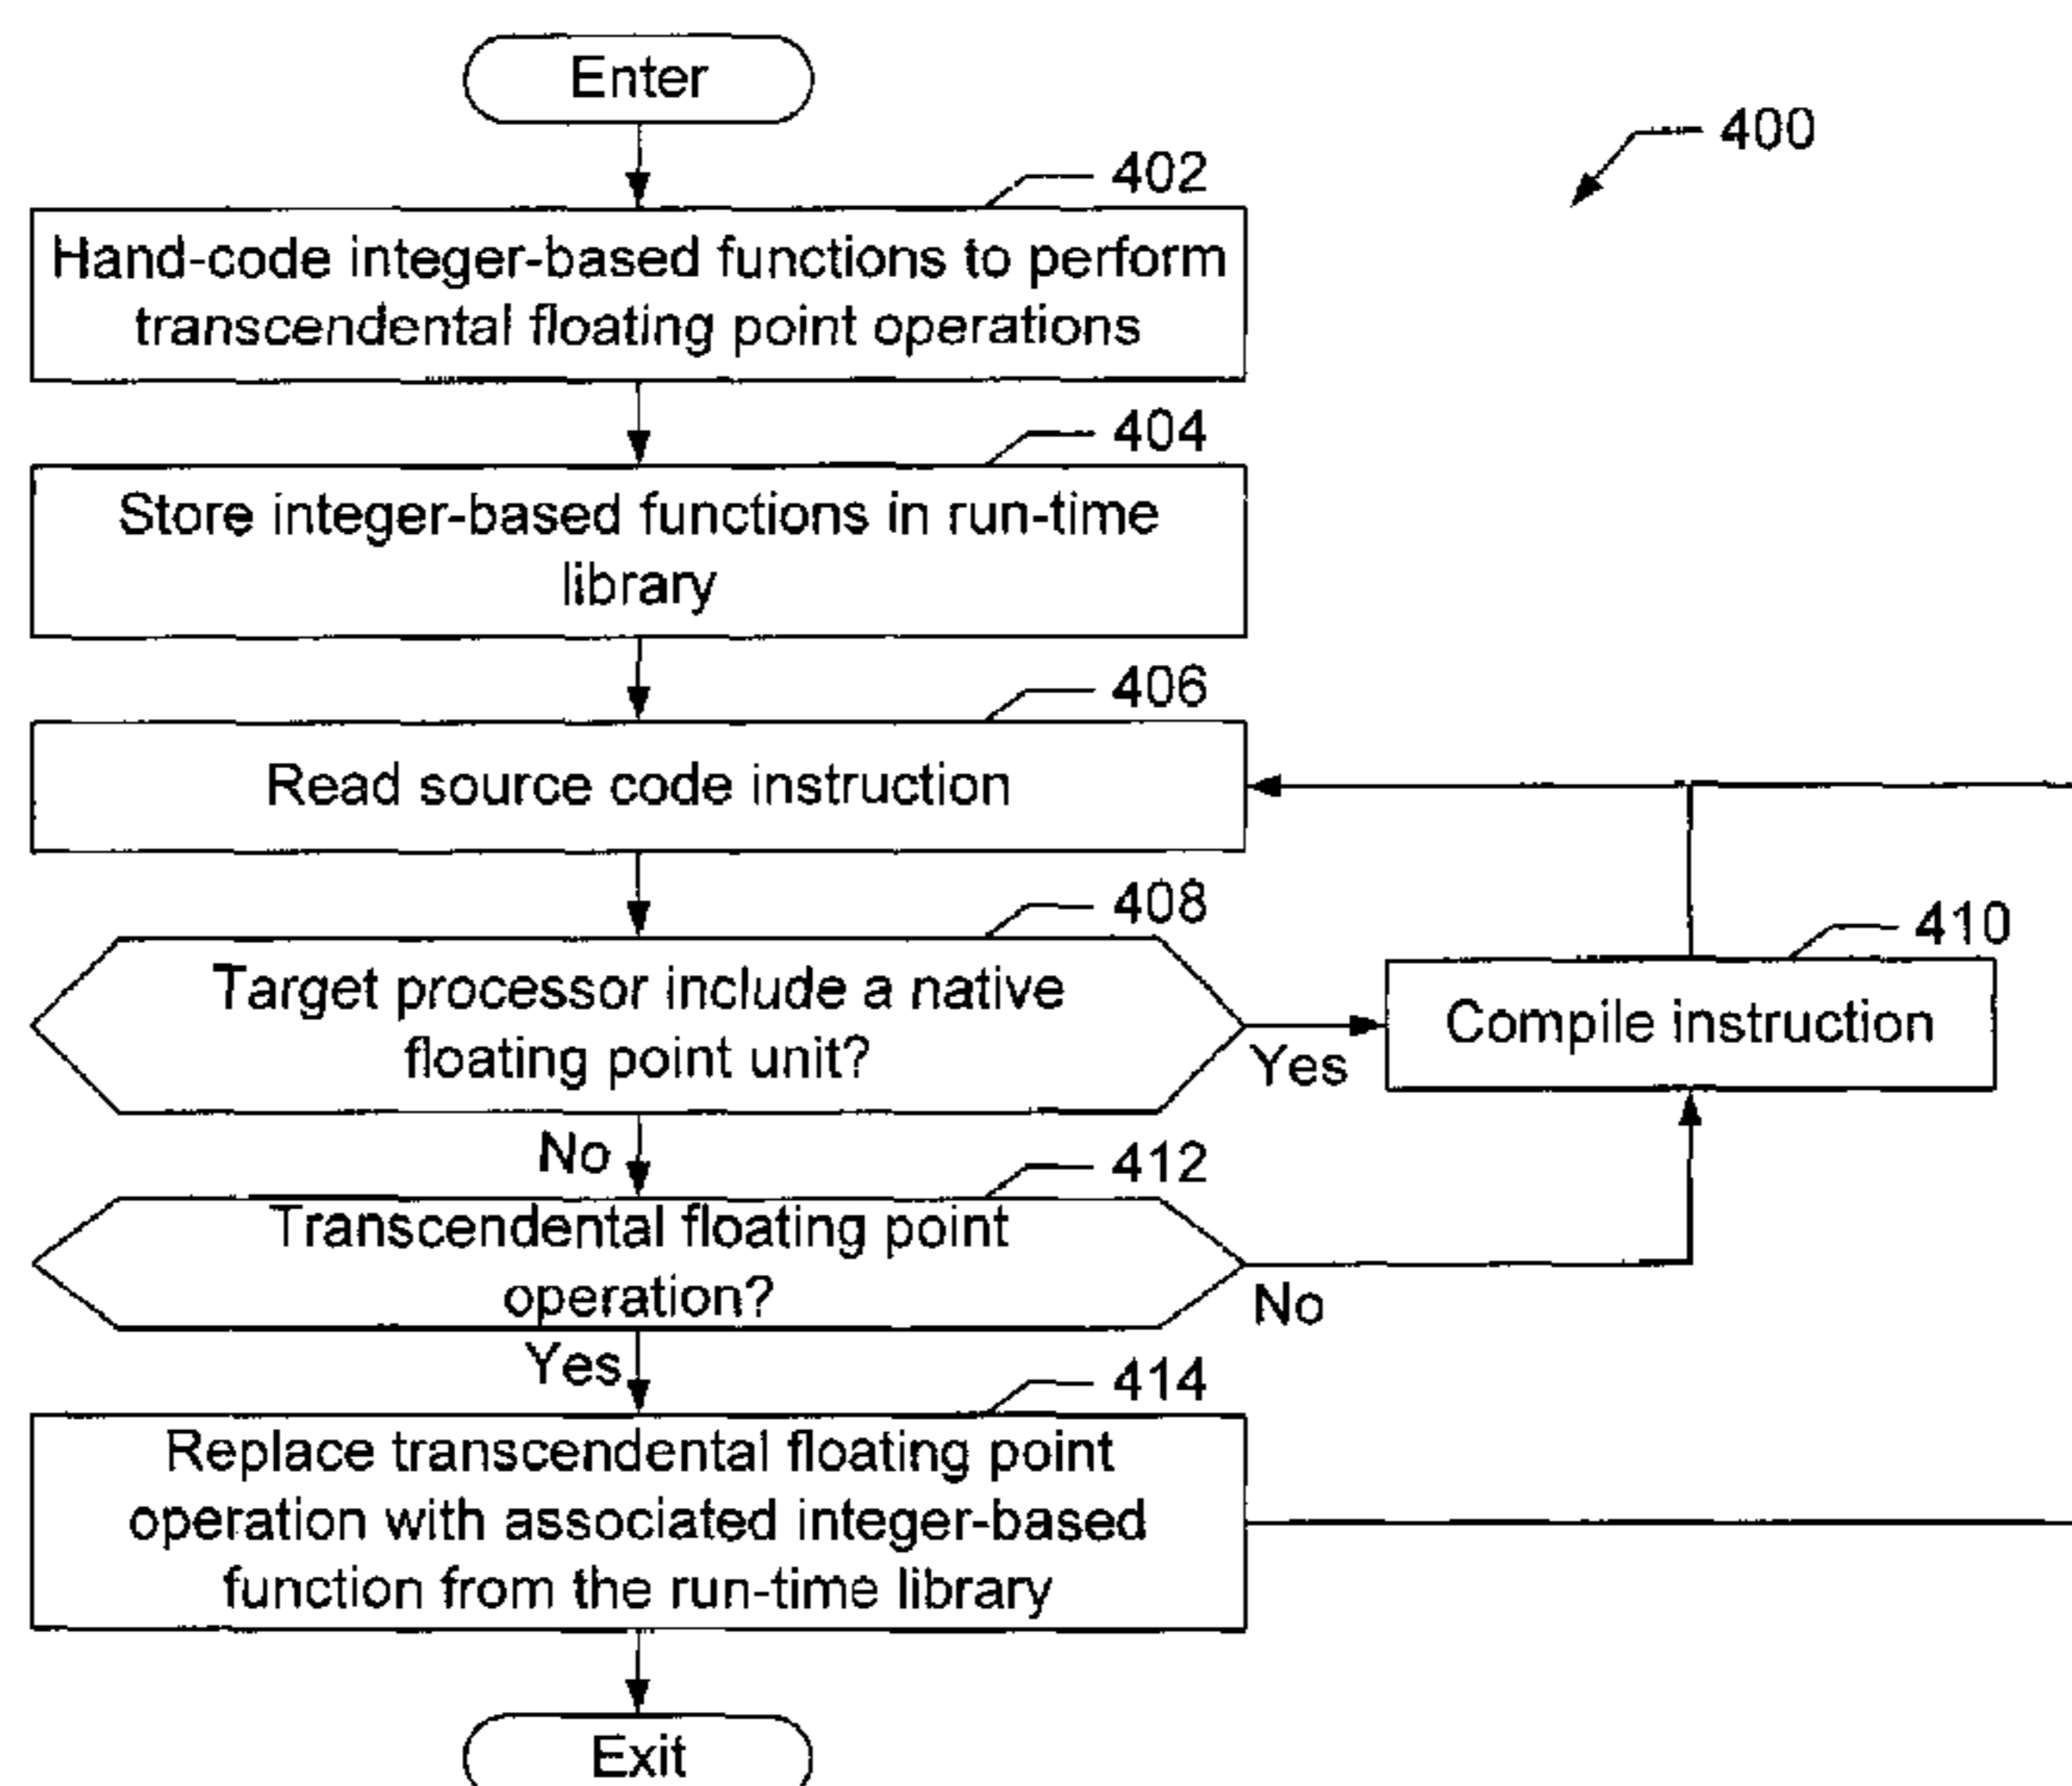 Enter
400
402
Hand-code integer-based functions to perform
transcendental floating point operations
404
Store integer-based functions in run-time
library
406
Read source code instruction
408
Target processor include a native
floating point unit?
Yes
410
Compile instruction
No
412
Transcendental floating point
operation?
No
Yes
414
Replace transcendental floating point
operation with associated integer-based
function from the run-time library
Exit